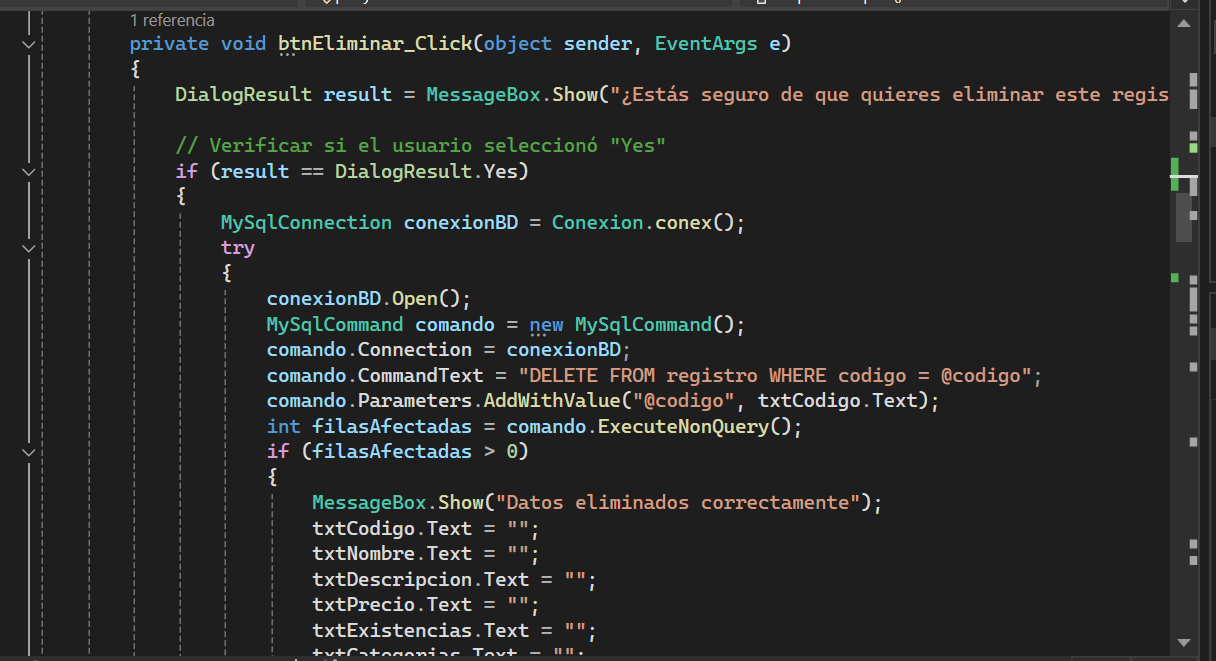 1 referencia
private void btnEliminar_Click(object sender, EventArgs e)
{
DialogResult result = MessageBox.Show("¿Estás seguro de que quieres eliminar este regis
// Verificar si el usuario seleccionó "Yes"
if (result == DialogResult.Yes)
{
MySqlConnection conexionBD = Conexion.conex();
try
{
conexionBD.Open();
MySqlCommand comando = new MySqlCommand();
comando.Connection = conexionBD;
comando.CommandText = "DELETE FROM registro WHERE codigo = @codigo";
comando.Parameters.AddWithValue("@codigo", txtCodigo.Text);
int filasAfectadas = comando.ExecuteNonQuery();
if (filasAfectadas > 0)
{
MessageBox.Show("Datos eliminados correctamente");
txtCodigo.Text = "";
txtNombre.Text = "";
txtDescripcion.Text = "";
txtPrecio.Text = "";
txtExistencias.Text = "";
txtCategorias.Text = "";